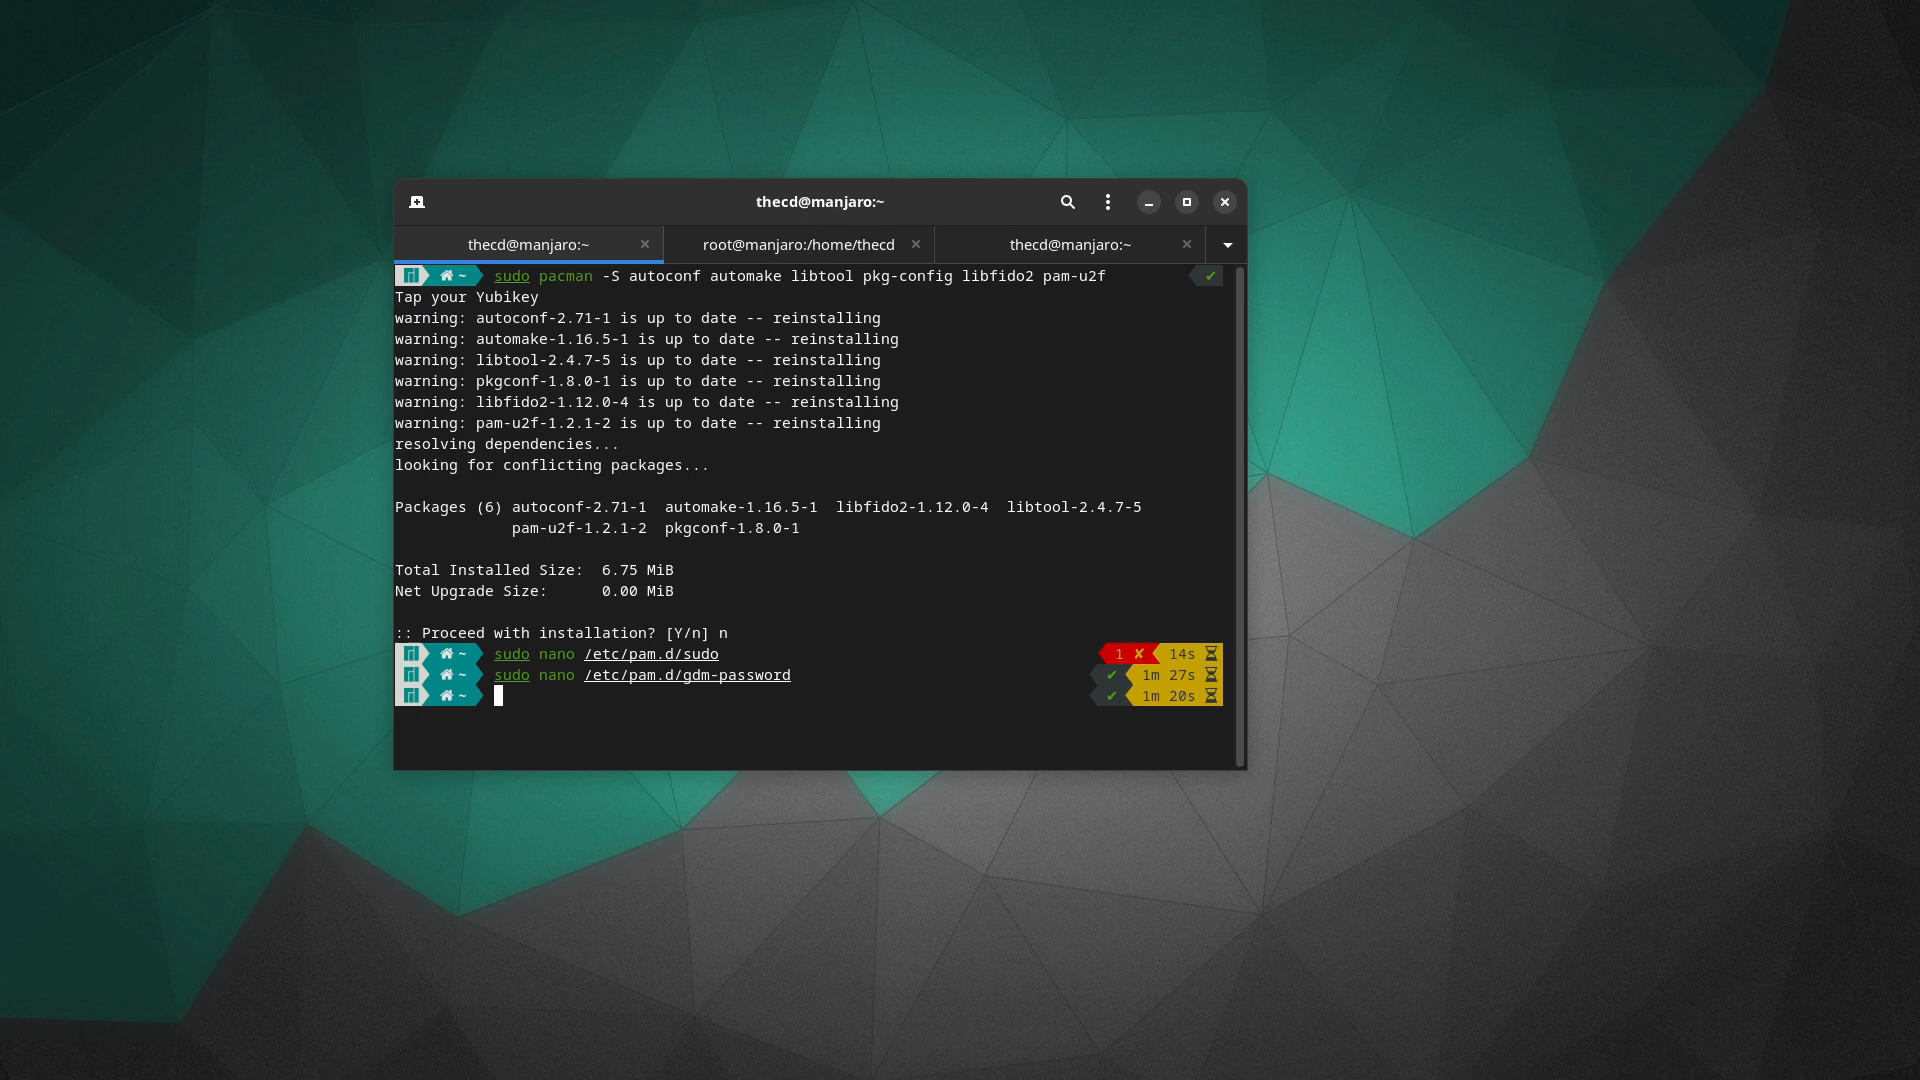 thecd@manjaro:~
thecd@manjaro:~ root@manjaro:/home/thecd thecd@manjaro:~
~ sudo pacman -S autoconf automake libtool pkg-config libfido2 pam-u2f ✔
Tap your Yubikey
warning: autoconf-2.71-1 is up to date -- reinstalling
warning: automake-1.16.5-1 is up to date -- reinstalling
warning: libtool-2.4.7-5 is up to date -- reinstalling
warning: pkgconf-1.8.0-1 is up to date -- reinstalling
warning: libfido2-1.12.0-4 is up to date -- reinstalling
warning: pam-u2f-1.2.1-2 is up to date -- reinstalling
resolving dependencies...
looking for conflicting packages...
Packages (6) autoconf-2.71-1  automake-1.16.5-1  libfido2-1.12.0-4  libtool-2.4.7-5
pam-u2f-1.2.1-2  pkgconf-1.8.0-1
Total Installed Size:  6.75 MiB
Net Upgrade Size:      0.00 MiB
:: Proceed with installation? [Y/n] n
~ sudo nano /etc/pam.d/sudo 1 ✘ 14s
~ sudo nano /etc/pam.d/gdm-password ✔ 1m 27s
~ ✔ 1m 20s